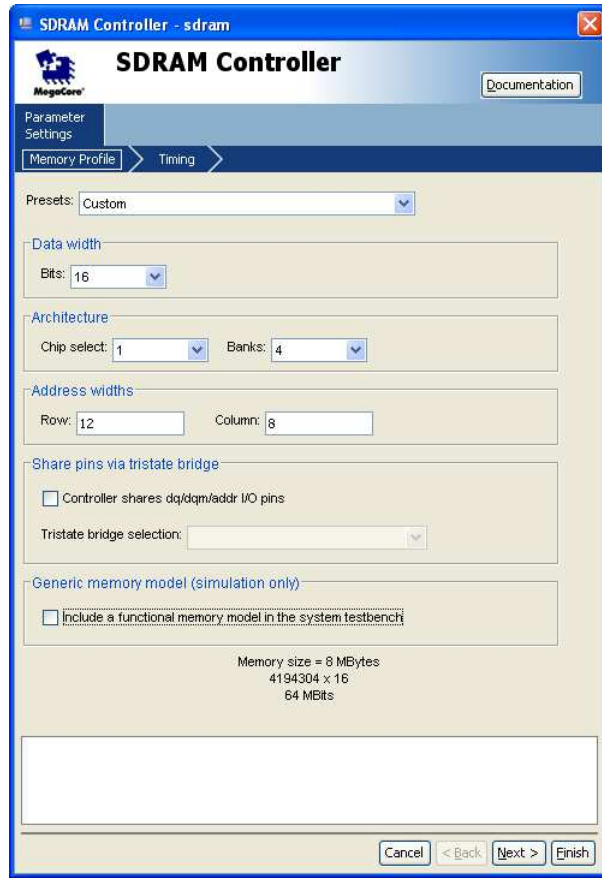 SDRAM Controller - sdram
SDRAM Controller
MegaCore'
Documentation
Parameter
Settings
Memory Profile Timing
Presets: Custom
Data width
Bits: 16
Architecture
Chip select: 1 Banks: 4
Address widths
Row: 12 Column: 8
Share pins via tristate bridge
Controller shares dq/dqm/addr I/O pins
Tristate bridge selection:
Generic memory model (simulation only)
Include a functional memory model in the system testbench
Memory size = 8 MBytes
4194304 x 16
64 MBits
Cancel < Back Next > Finish